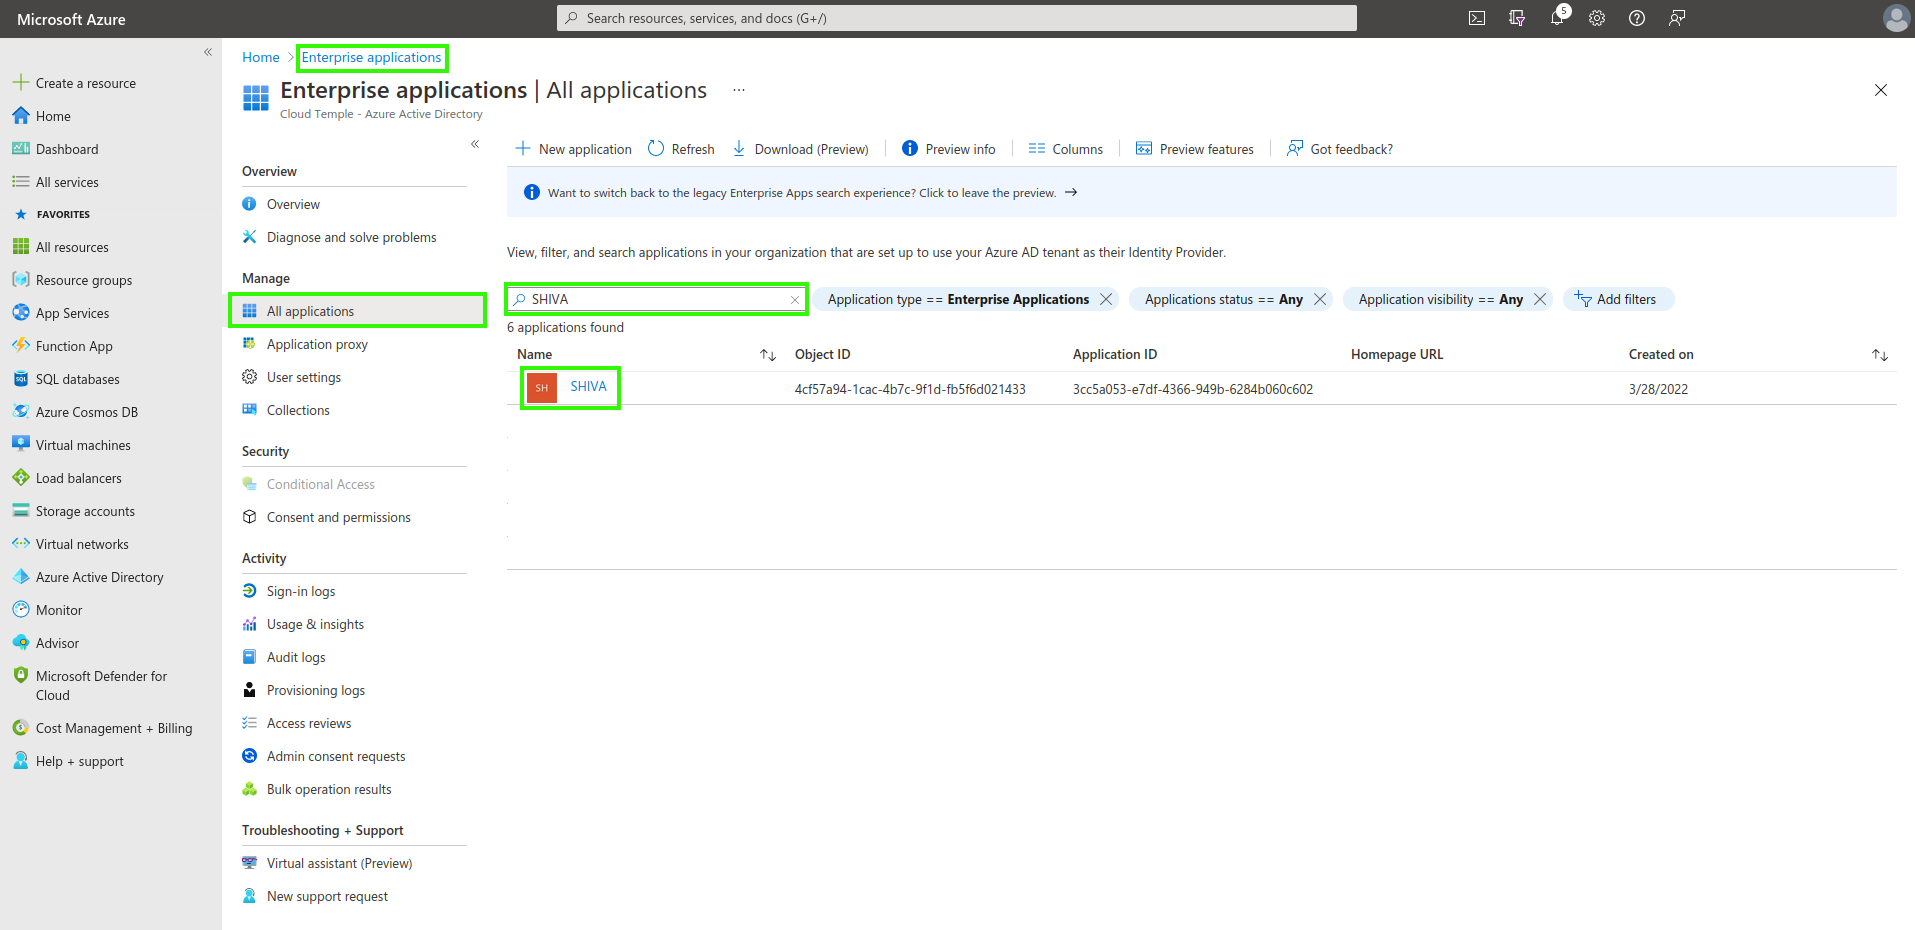 Microsoft Azure
Search resources, services, and docs (G+/)
5
Create a resource
Home
Dashboard
All services
FAVORITES
All resources
Resource groups
App Services
Function App
SQL databases
Azure Cosmos DB
Virtual machines
Load balancers
Storage accounts
Virtual networks
Azure Active Directory
Monitor
Advisor
Microsoft Defender for
Cloud
Cost Management + Billing
Help + support
Home > Enterprise applications
Enterprise applications | All applications ...
Cloud Temple - Azure Active Directory
Overview
Overview
Diagnose and solve problems
Manage
All applications
Application proxy
User settings
Collections
Security
Conditional Access
Consent and permissions
Activity
Sign-in logs
Usage & insights
Audit logs
Provisioning logs
Access reviews
Admin consent requests
Bulk operation results
Troubleshooting + Support
Virtual assistant (Preview)
New support request
New application Refresh Download (Preview) Preview info Columns Preview features Got feedback?
Want to switch back to the legacy Enterprise Apps search experience? Click to leave the preview. →
View, filter, and search applications in your organization that are set up to use your Azure AD tenant as their Identity Provider.
SHIVA Application type == Enterprise Applications Applications status == Any Application visibility == Any Add filters
6 applications found
Name Object ID Application ID Homepage URL Created on
SH SHIVA 4cf57a94-1cac-4b7c-9f1d-fb5f6d021433 3cc5a053-e7df-4366-949b-6284b060c602 3/28/2022